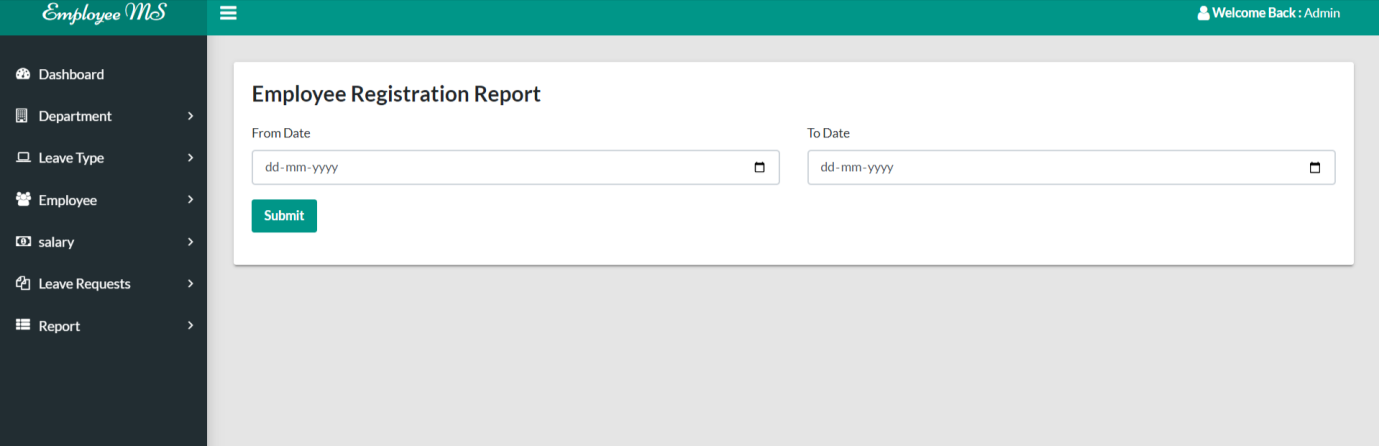 Employee MS
Welcome Back : Admin
Dashboard
Department
Leave Type
Employee
salary
Leave Requests
Report
Employee Registration Report
From Date
To Date
dd-mm-yyyy
dd-mm-yyyy
Submit